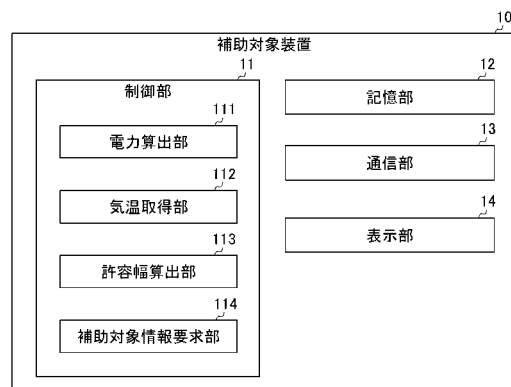 10
補助対象装置
11
制御部
111
電力算出部
112
気温取得部
113
許容幅算出部
114
補助対象情報要求部
12
記憶部
13
通信部
14
表示部